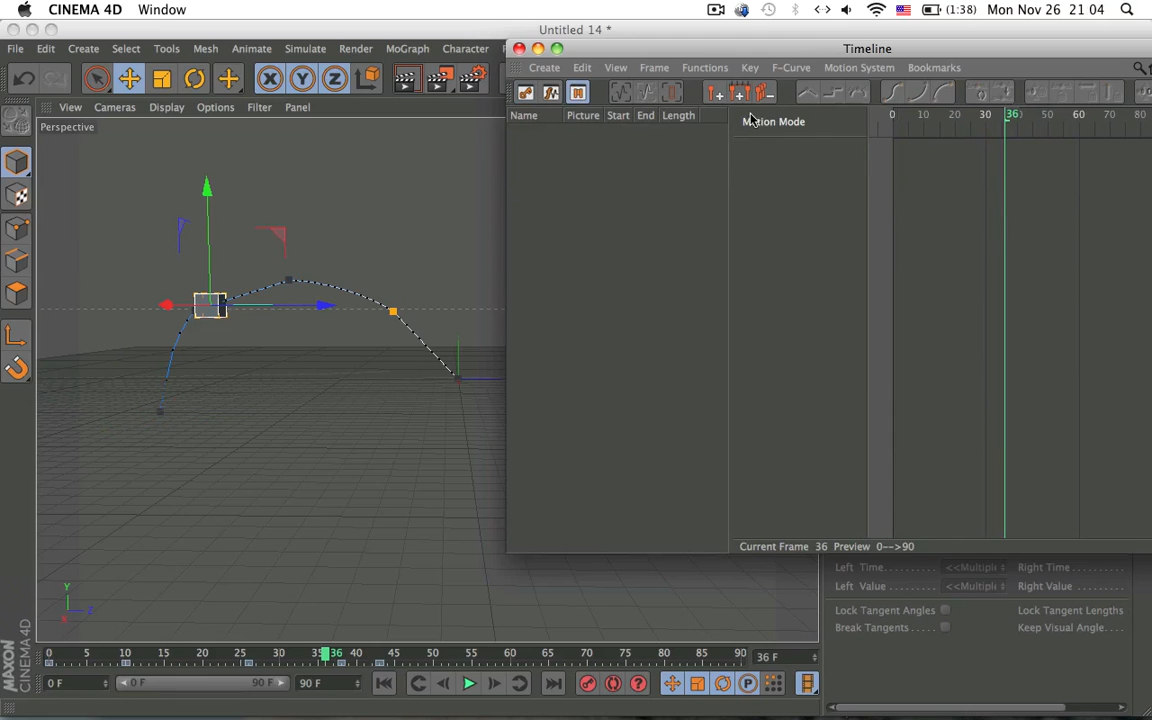 CINEMA 4D Window (1:38) Mon Nov 26 21 04
Untitled 14 *
File Edit Create Select Tools Mesh Animate Simulate Render MoGraph Character
Timeline
Create Edit View Frame Functions Key F-Curve Motion System Bookmarks
X Y Z
View Cameras Display Options Filter Panel
Name Picture Start End Length
0 10 20 30 36 50 60 70 80
Motion Mode
Perspective
Current Frame 36 Preview 0-->90
Left Time <<Multipl Right Time
Left Value <<Multipl Right Value
Lock Tangent Angles Lock Tangent Lengths
Break Tangents Keep Visual Angle
Y
Z
X
0 5 10 15 20 25 30 36 40 45 50 55 60 65 70 75 80 85 90
36 F
0 F 0 F 90 F 90 F
P
MAXON
CINEMA 4D